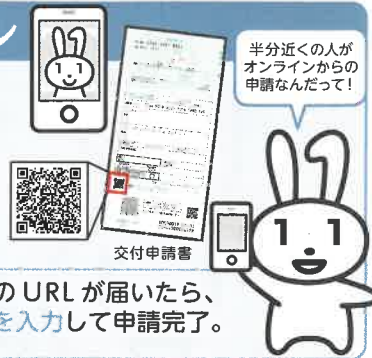 ン
半分近くの人が
オンラインからの
申請なんだって!
交付申請書
の URL が届いたら、
を入力して申請完了。